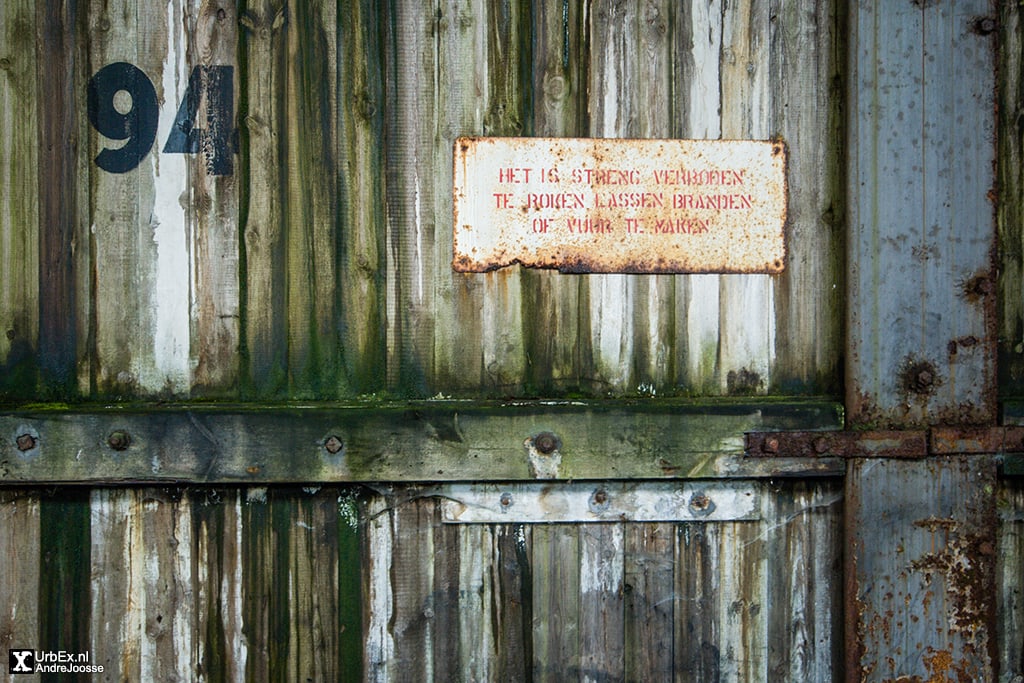 94
HET IS STRENG VERBODEN
TE ROKEN LASSEN BRANDEN
OF VUUR TE MAKEN
X UrbEx.nl
AndreJoosse